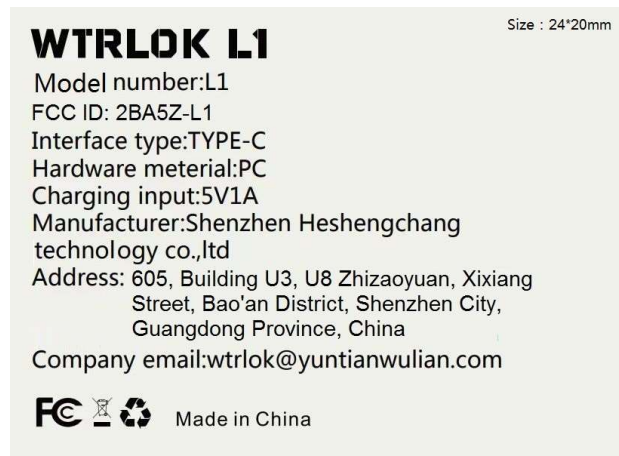 Size : 24*20mm
WTRLOK L1
Model number:L1
FCC ID: 2BA5Z-L1
Interface type:TYPE-C
Hardware meterial:PC
Charging input:5V1A
Manufacturer:Shenzhen Heshengchang
technology co.,ltd
Address: 605, Building U3, U8 Zhizaoyuan, Xixiang
Street, Bao'an District, Shenzhen City,
Guangdong Province, China
Company email:wtrlok@yuntianwulian.com
FC Made in China